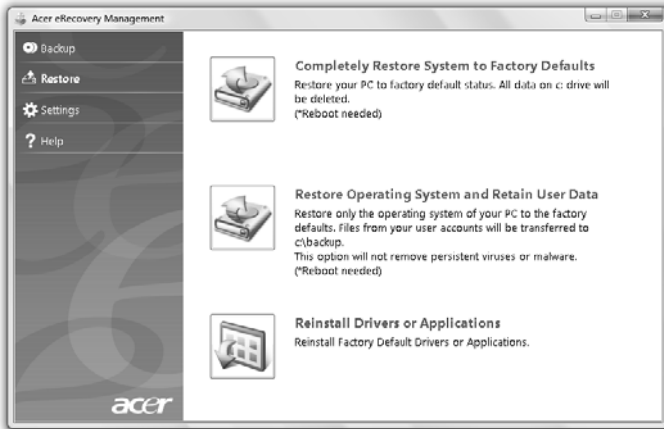 Acer eRecovery Management
Backup
Restore
Settings
Help
Completely Restore System to Factory Defaults
Restore your PC to factory default status. All data on c: drive will
be deleted.
(*Reboot needed)
Restore Operating System and Retain User Data
Restore only the operating system of your PC to the factory
defaults. Files from your user accounts will be transferred to
c:\backup.
This option will not remove persistent viruses or malware.
(*Reboot needed)
Reinstall Drivers or Applications
Reinstall Factory Default Drivers or Applications.
acer